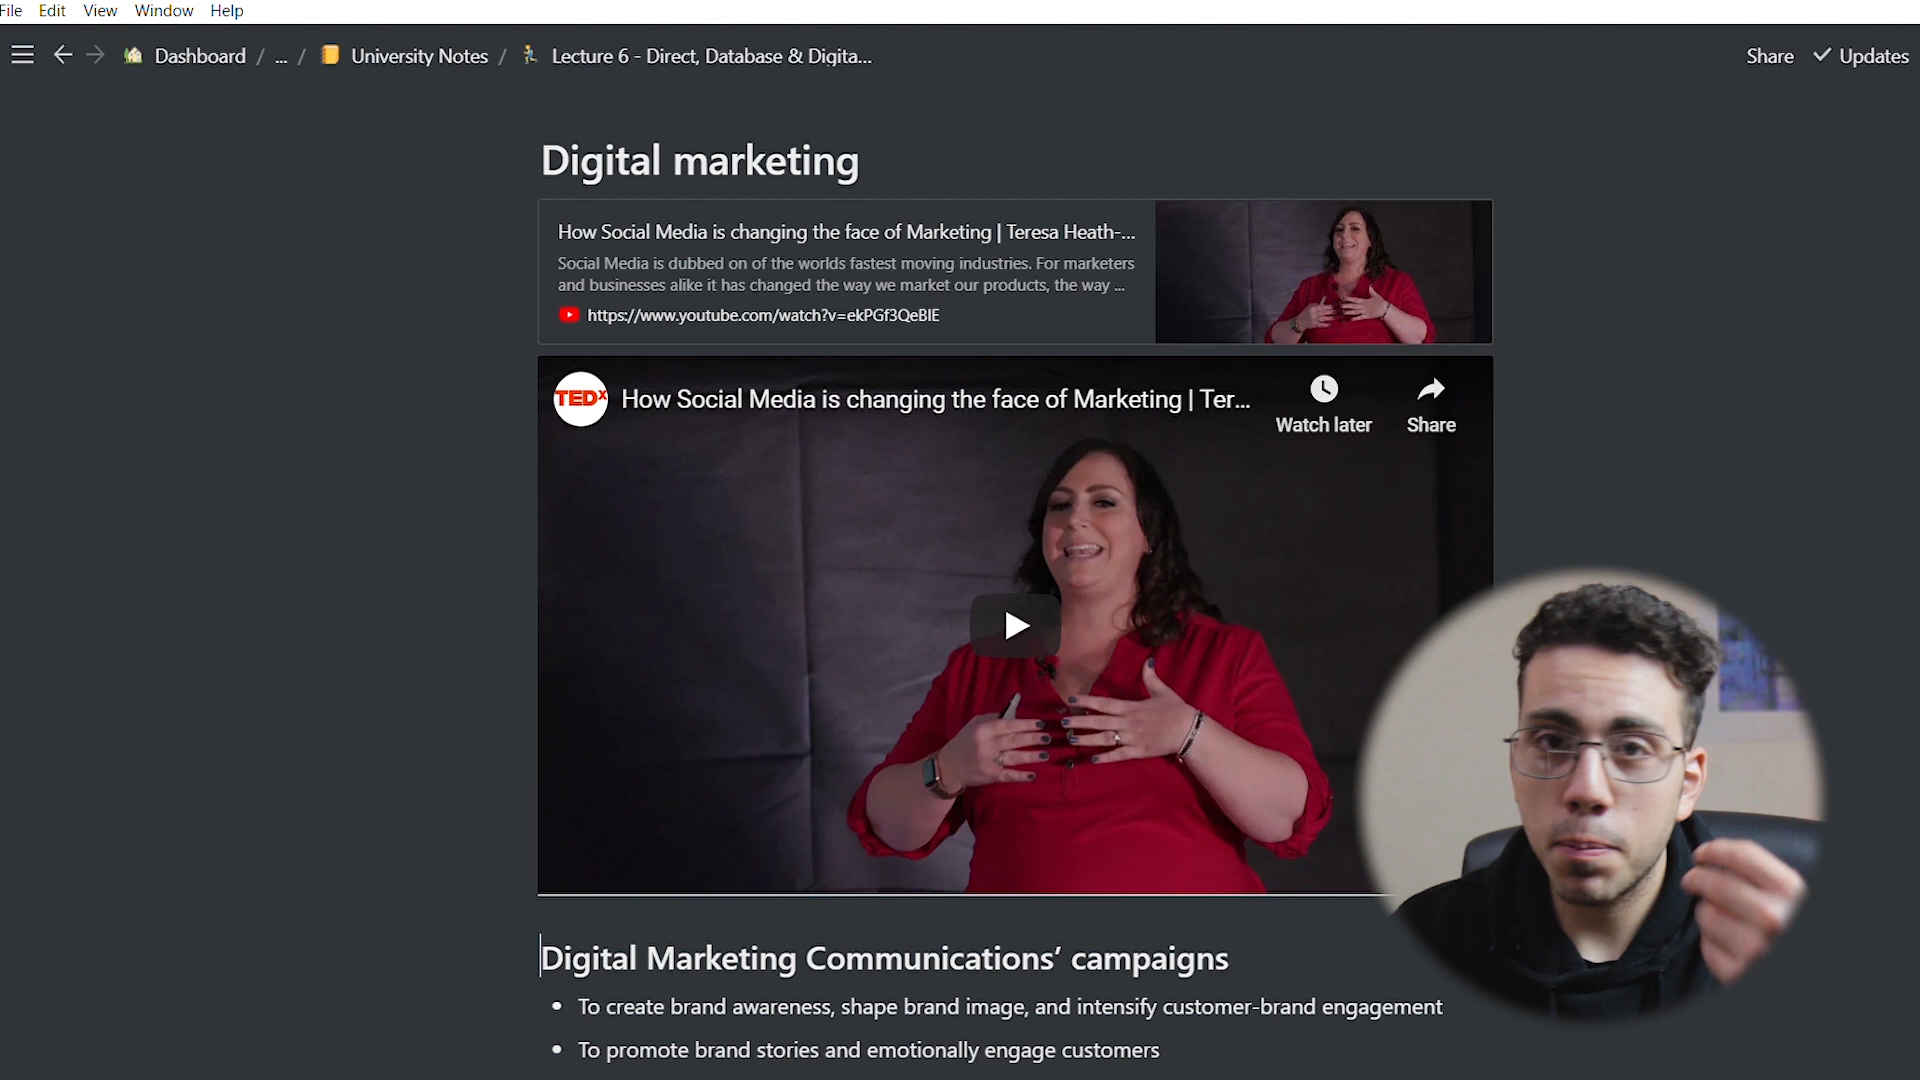 File Edit View Window Help
Dashboard / ... / University Notes / Lecture 6 - Direct, Database & Digita...
Share Updates
Digital marketing
How Social Media is changing the face of Marketing | Teresa Heath-...
Social Media is dubbed on of the worlds fastest moving industries. For marketers
and businesses alike it has changed the way we market our products, the way ...
https://www.youtube.com/watch?v=ekPGf3QeBIE
TEDx
How Social Media is changing the face of Marketing | Ter...
Watch later
Share
Digital Marketing Communications’ campaigns
• To create brand awareness, shape brand image, and intensify customer-brand engagement
• To promote brand stories and emotionally engage customers